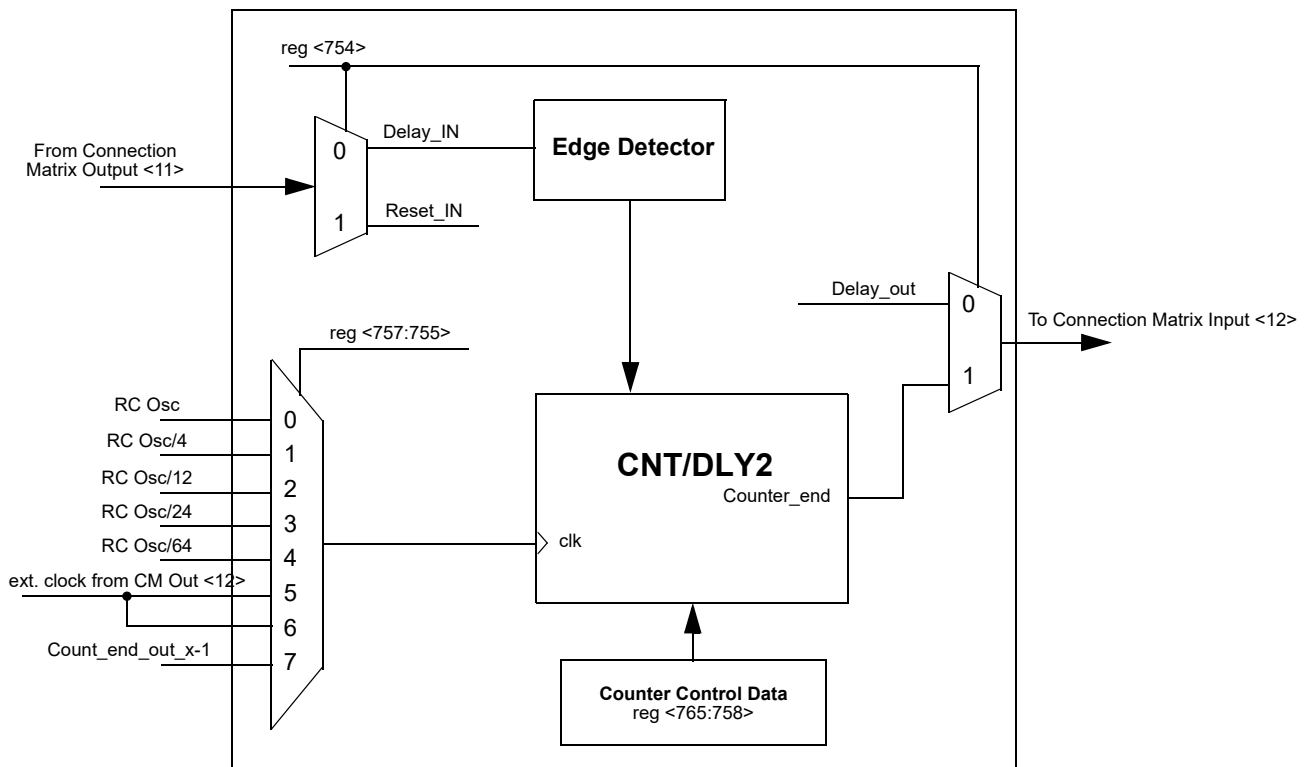 reg <754>
From Connection
Matrix Output <11>
0
1
Delay_IN
Reset_IN
Edge Detector
Delay_out
0
1
To Connection Matrix Input <12>
reg <757:755>
RC Osc
RC Osc/4
RC Osc/12
RC Osc/24
RC Osc/64
ext. clock from CM Out <12>
Count_end_out_x-1
0
1
2
3
4
5
6
7
CNT/DLY2
Counter_end
clk
Counter Control Data
reg <765:758>